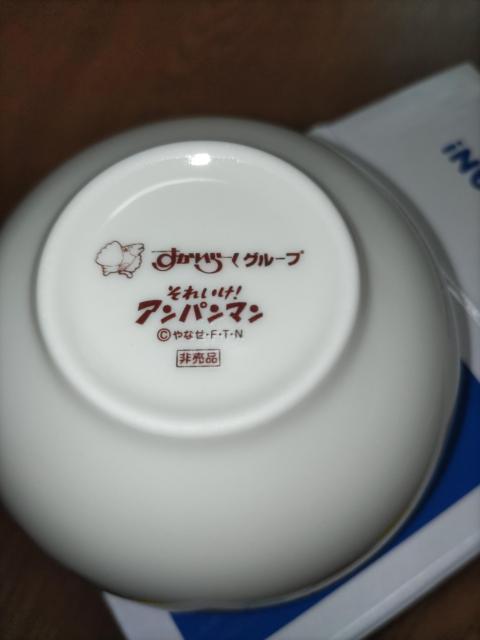 すかいらーくグループ
それいけ!
アンパンマン
©やなせ・F・T・N
非売品
iNO